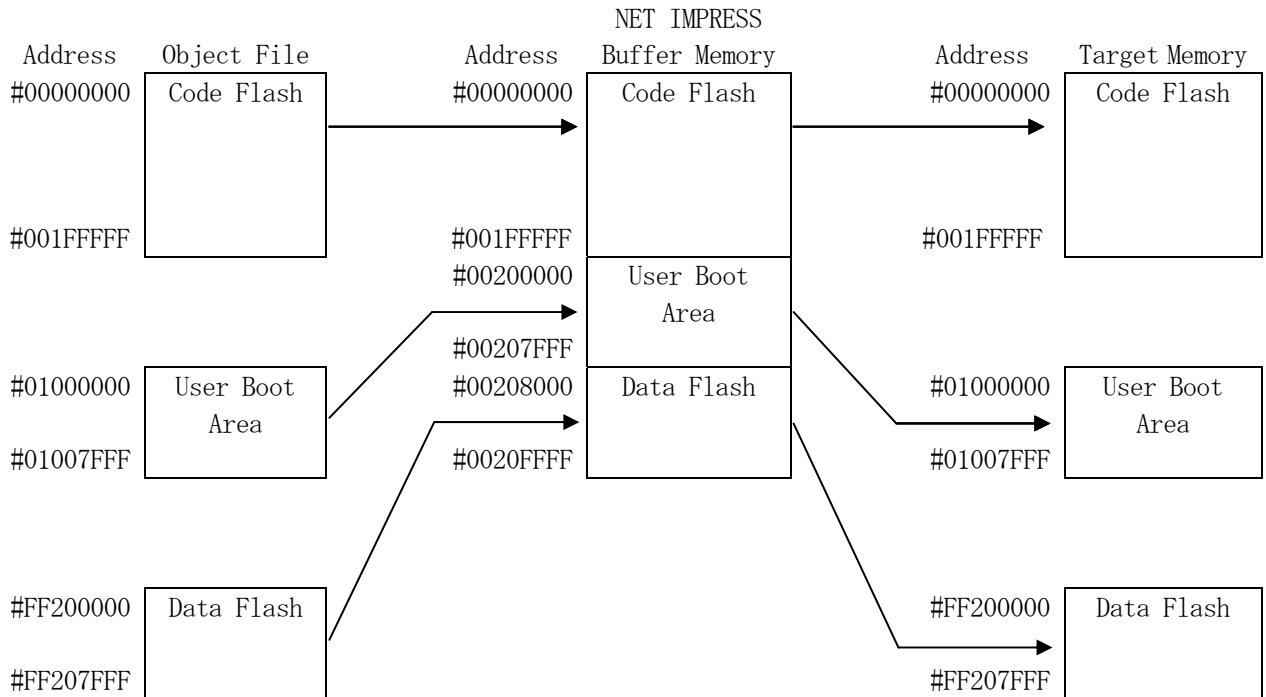 NET IMPRESS
Address Object File Address Buffer Memory Address Target Memory
#00000000 Code Flash #00000000 Code Flash #00000000 Code Flash
#001FFFFF #001FFFFF #001FFFFF
#00200000 User Boot
Area
#00207FFF
#01000000 User Boot #00208000 Data Flash #01000000 User Boot
Area Area
#01007FFF #0020FFFF #01007FFF
#FF200000 Data Flash #FF200000 Data Flash
#FF207FFF #FF207FFF